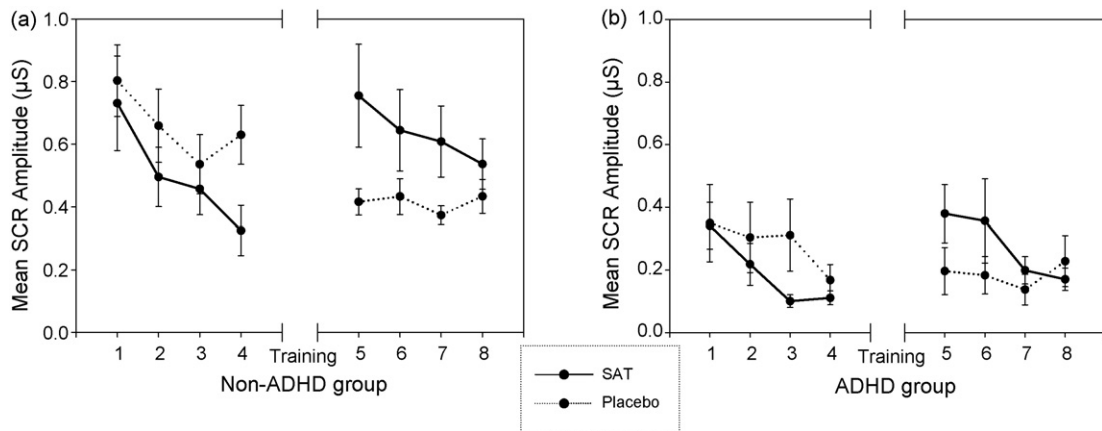 (a)
Mean SCR Amplitude (µS)
1.0
0.8
0.6
0.4
0.2
0.0
1 2 3 4 Training 5 6 7 8
Non-ADHD group
(b)
Mean SCR Amplitude (µS)
1.0
0.8
0.6
0.4
0.2
0.0
1 2 3 4 Training 5 6 7 8
ADHD group
SAT
Placebo